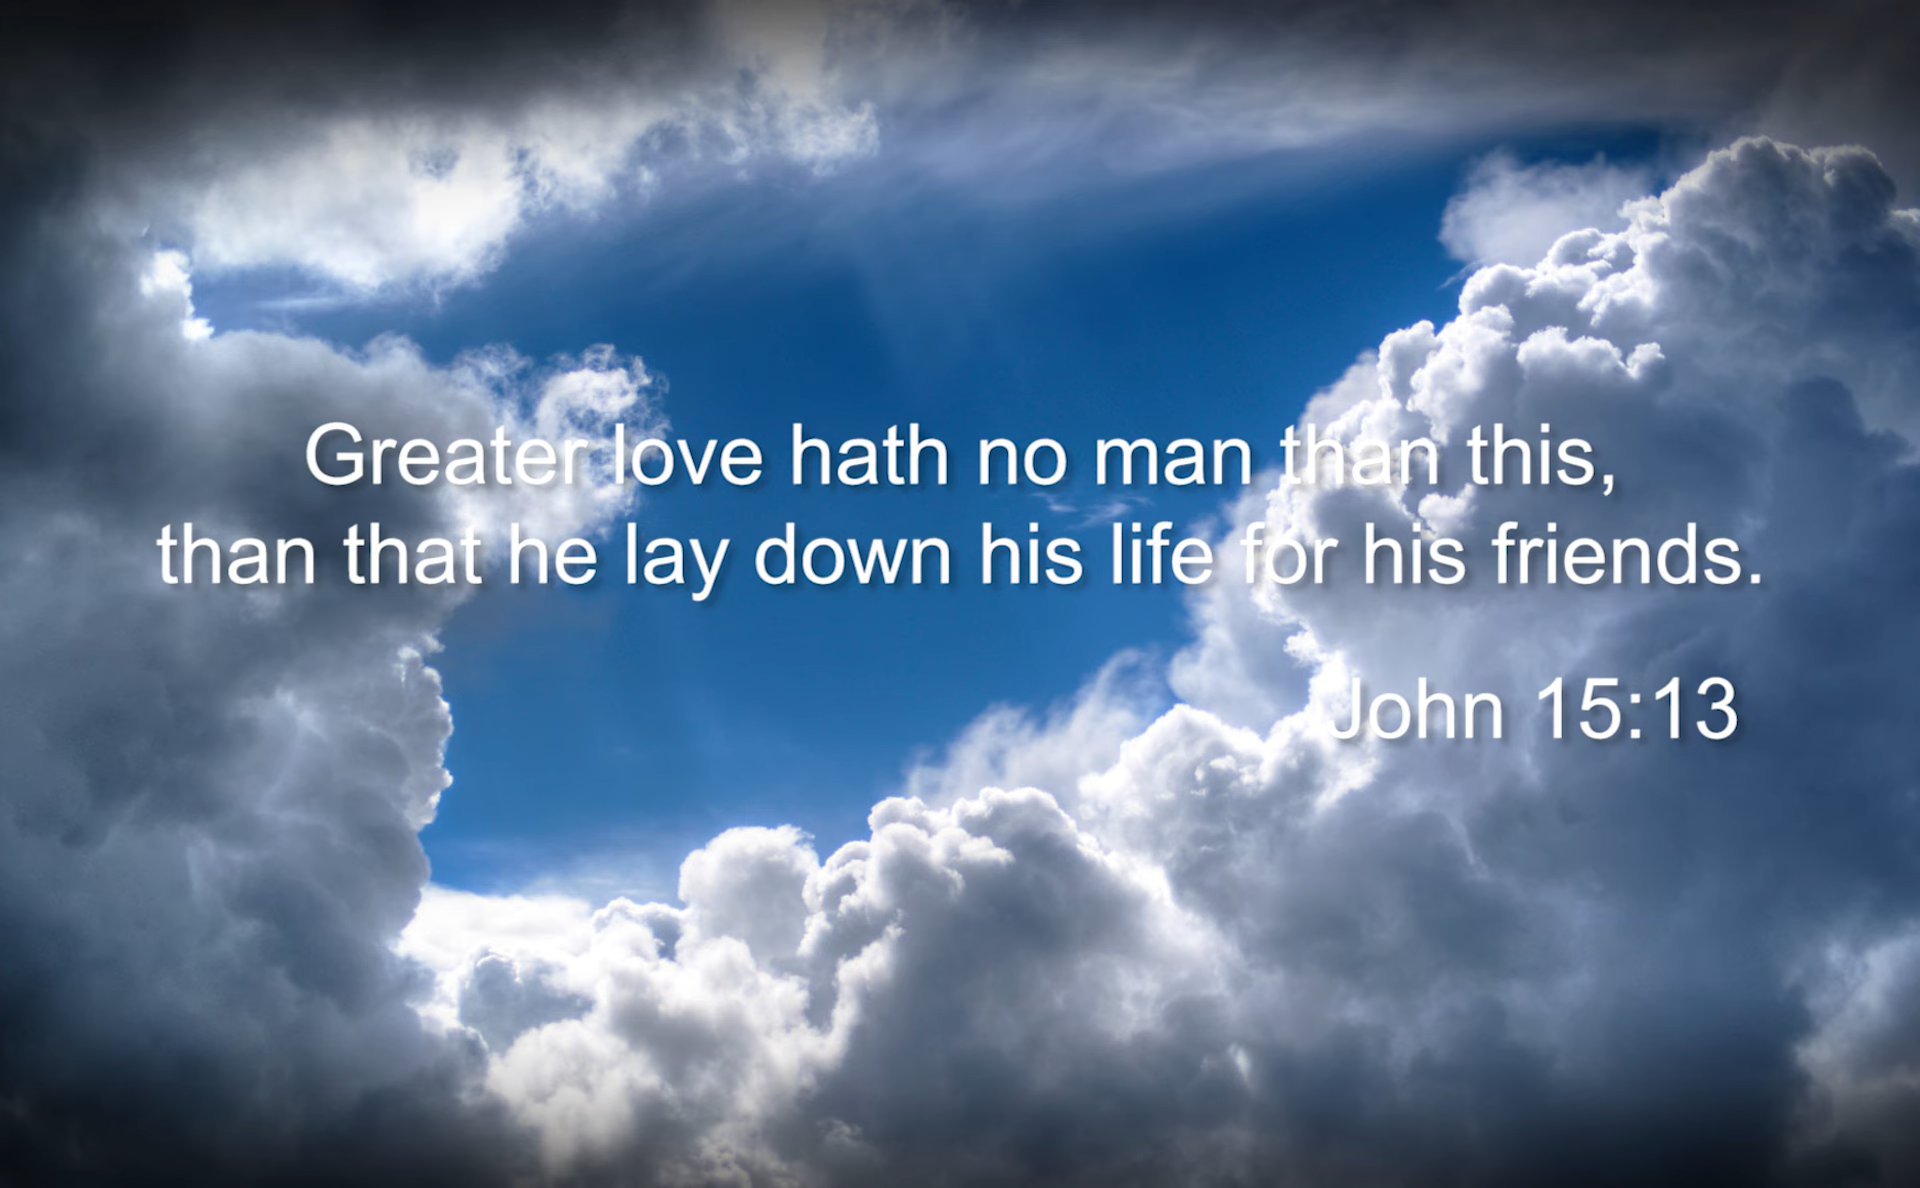 Greater love hath no man than this,
than that he lay down his life for his friends.
John 15:13